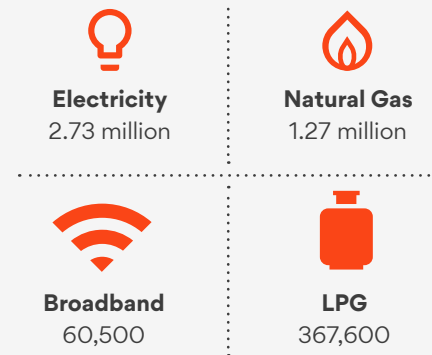 Electricity
2.73 million
Natural Gas
1.27 million
Broadband
60,500
LPG
367,600